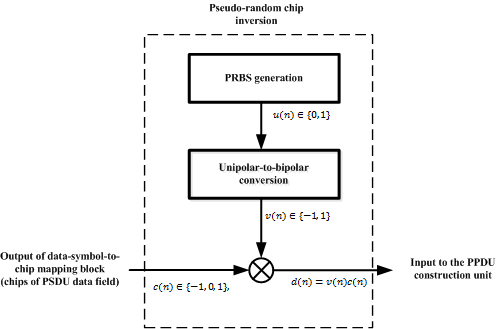 Pseudo-random chip
inversion
PRBS generation
u(n) ∈ {0, 1}
Unipolar-to-bipolar
conversion
v(n) ∈ {−1, 1}
Output of data-symbol-to-
chip mapping block
(chips of PSDU data field)
c(n) ∈ {−1, 0, 1},
d(n) = v(n)c(n)
Input to the PPDU
construction unit